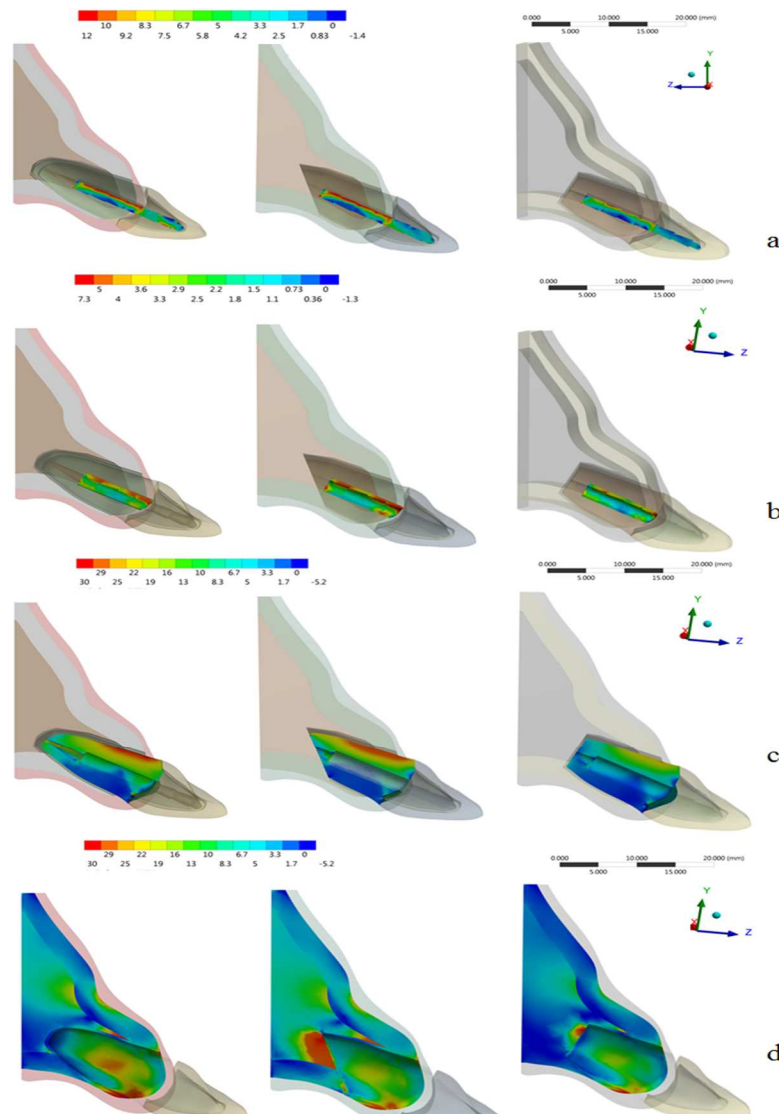 10 8.3 6.7 5 3.3 1.7 0
12 9.2 7.5 5.8 4.2 2.5 0.83 -1.4
0.000 10.000 20.000 (mm)
5.000 15.000
Y
Z X
a
5 3.6 2.9 2.2 1.5 0.73 0
7.3 4 3.3 2.5 1.8 1.1 0.36 -1.3
0.000 10.000 20.000 (mm)
5.000 15.000
Y
X
Z
b
29 22 16 10 6.7 3.3 0
30 25 19 13 8.3 5 1.7 -5.2
0.000 10.000 20.000 (mm)
5.000 15.000
Y
X
Z
c
29 22 16 10 6.7 3.3 0
30 25 19 13 8.3 5 1.7 -5.2
0.000 10.000 20.000 (mm)
5.000 15.000
Y
X
Z
d